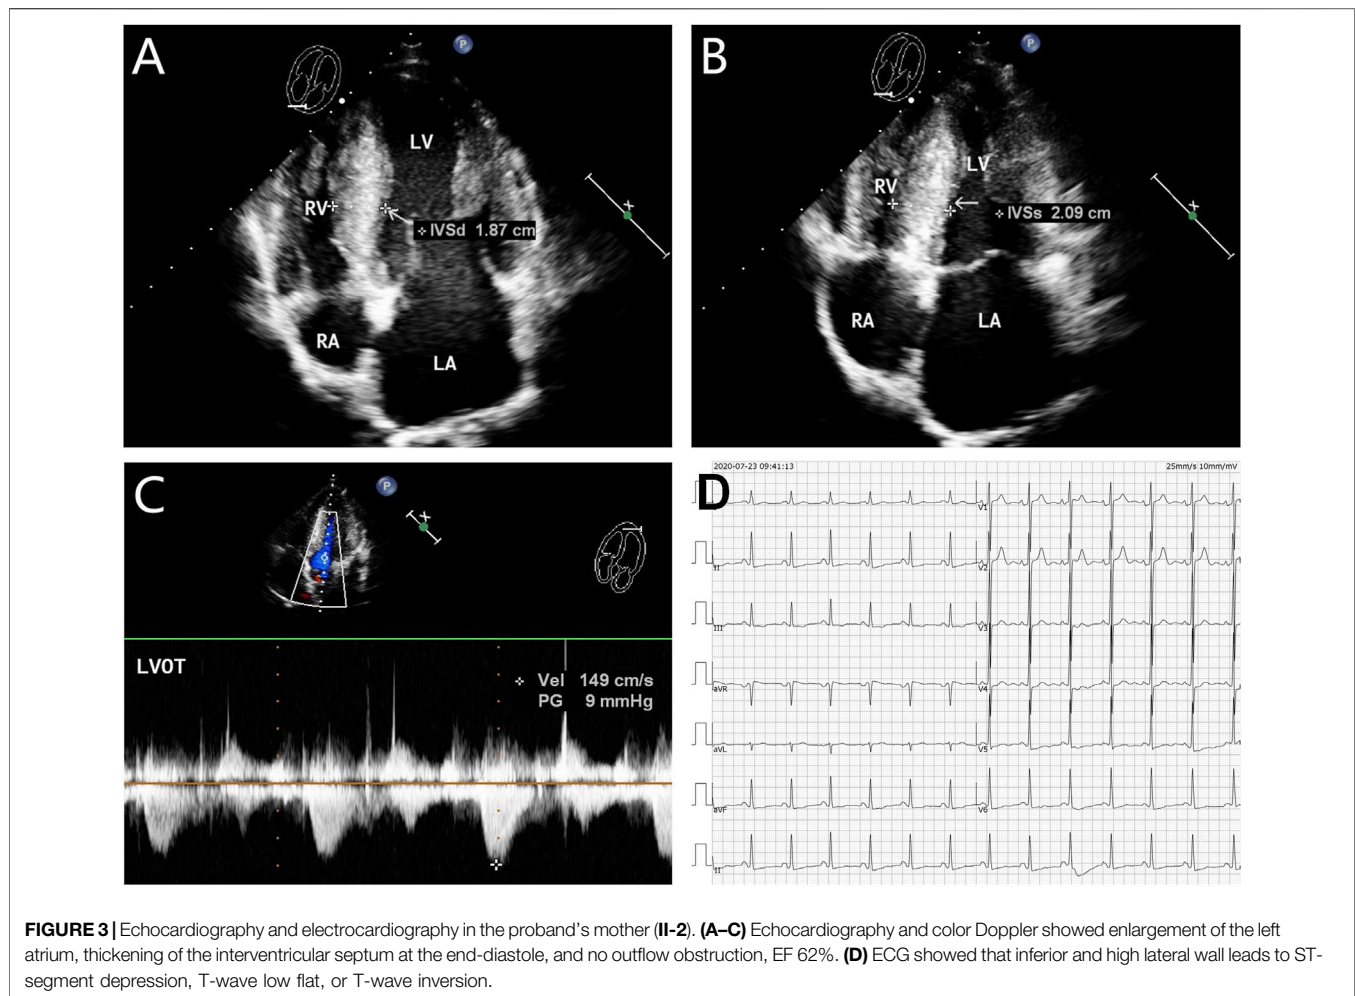 A
P
LV
RV
IVSd 1.87 cm
RA
LA
B
P
LV
RV
IVSs 2.09 cm
RA
LA
C
P
LVOT
Vel 149 cm/s
PG 9 mmHg
D
2020-07-23 09:41:13 25mm/s 10mm/mV
V1
II V2
III V3
aVR V4
aVL V5
aVF V6
II
FIGURE 3 | Echocardiography and electrocardiography in the proband's mother (II-2). (A–C) Echocardiography and color Doppler showed enlargement of the left
atrium, thickening of the interventricular septum at the end-diastole, and no outflow obstruction, EF 62%. (D) ECG showed that inferior and high lateral wall leads to ST-
segment depression, T-wave low flat, or T-wave inversion.